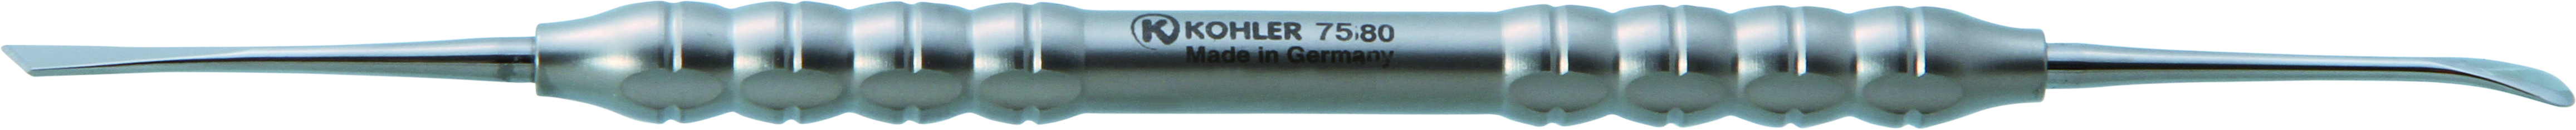 KOHLER 75,80
Made in Germany